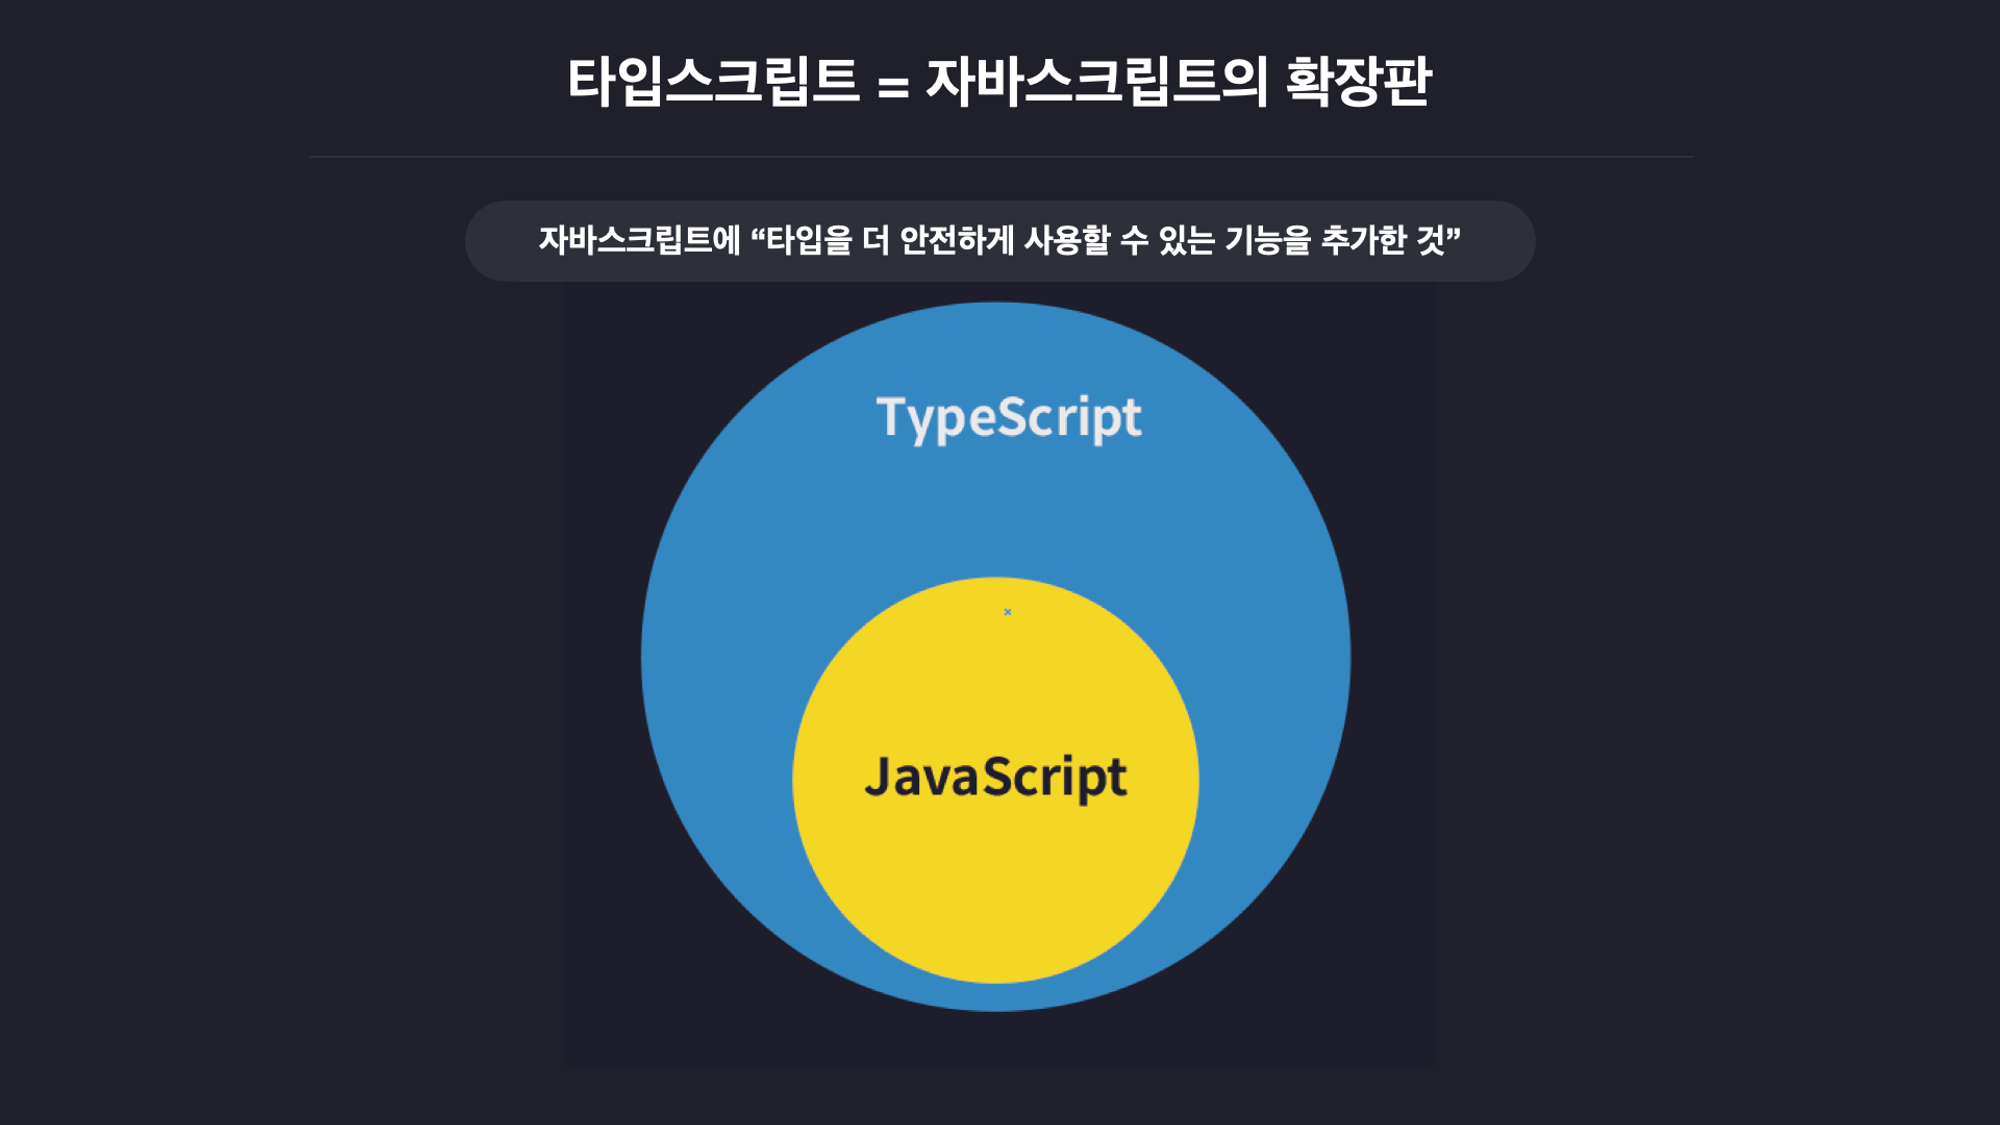 타입스크립트 = 자바스크립트의 확장판
자바스크립트에 “타입을 더 안전하게 사용할 수 있는 기능을 추가한 것”
TypeScript
JavaScript